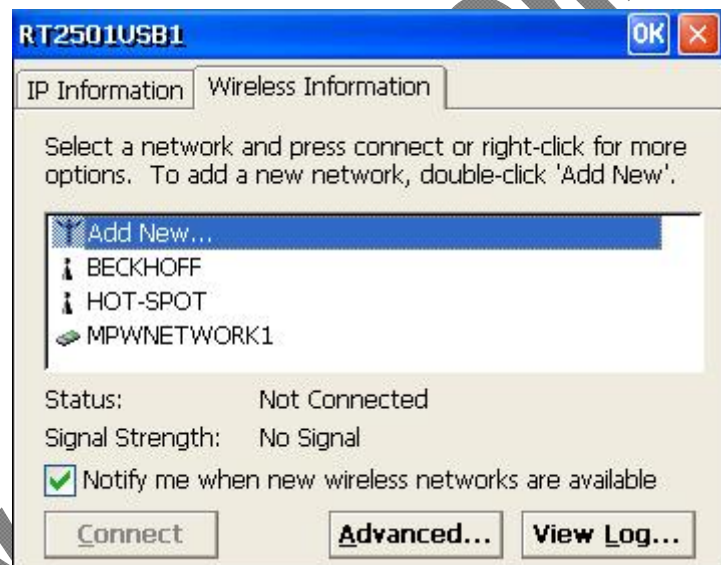 RT2501USB1 OK
IP Information Wireless Information
Select a network and press connect or right-click for more
options. To add a new network, double-click 'Add New'.
Add New...
BECKHOFF
HOT-SPOT
MPWNETWORK1
Status: Not Connected
Signal Strength: No Signal
Notify me when new wireless networks are available
Connect Advanced... View Log...